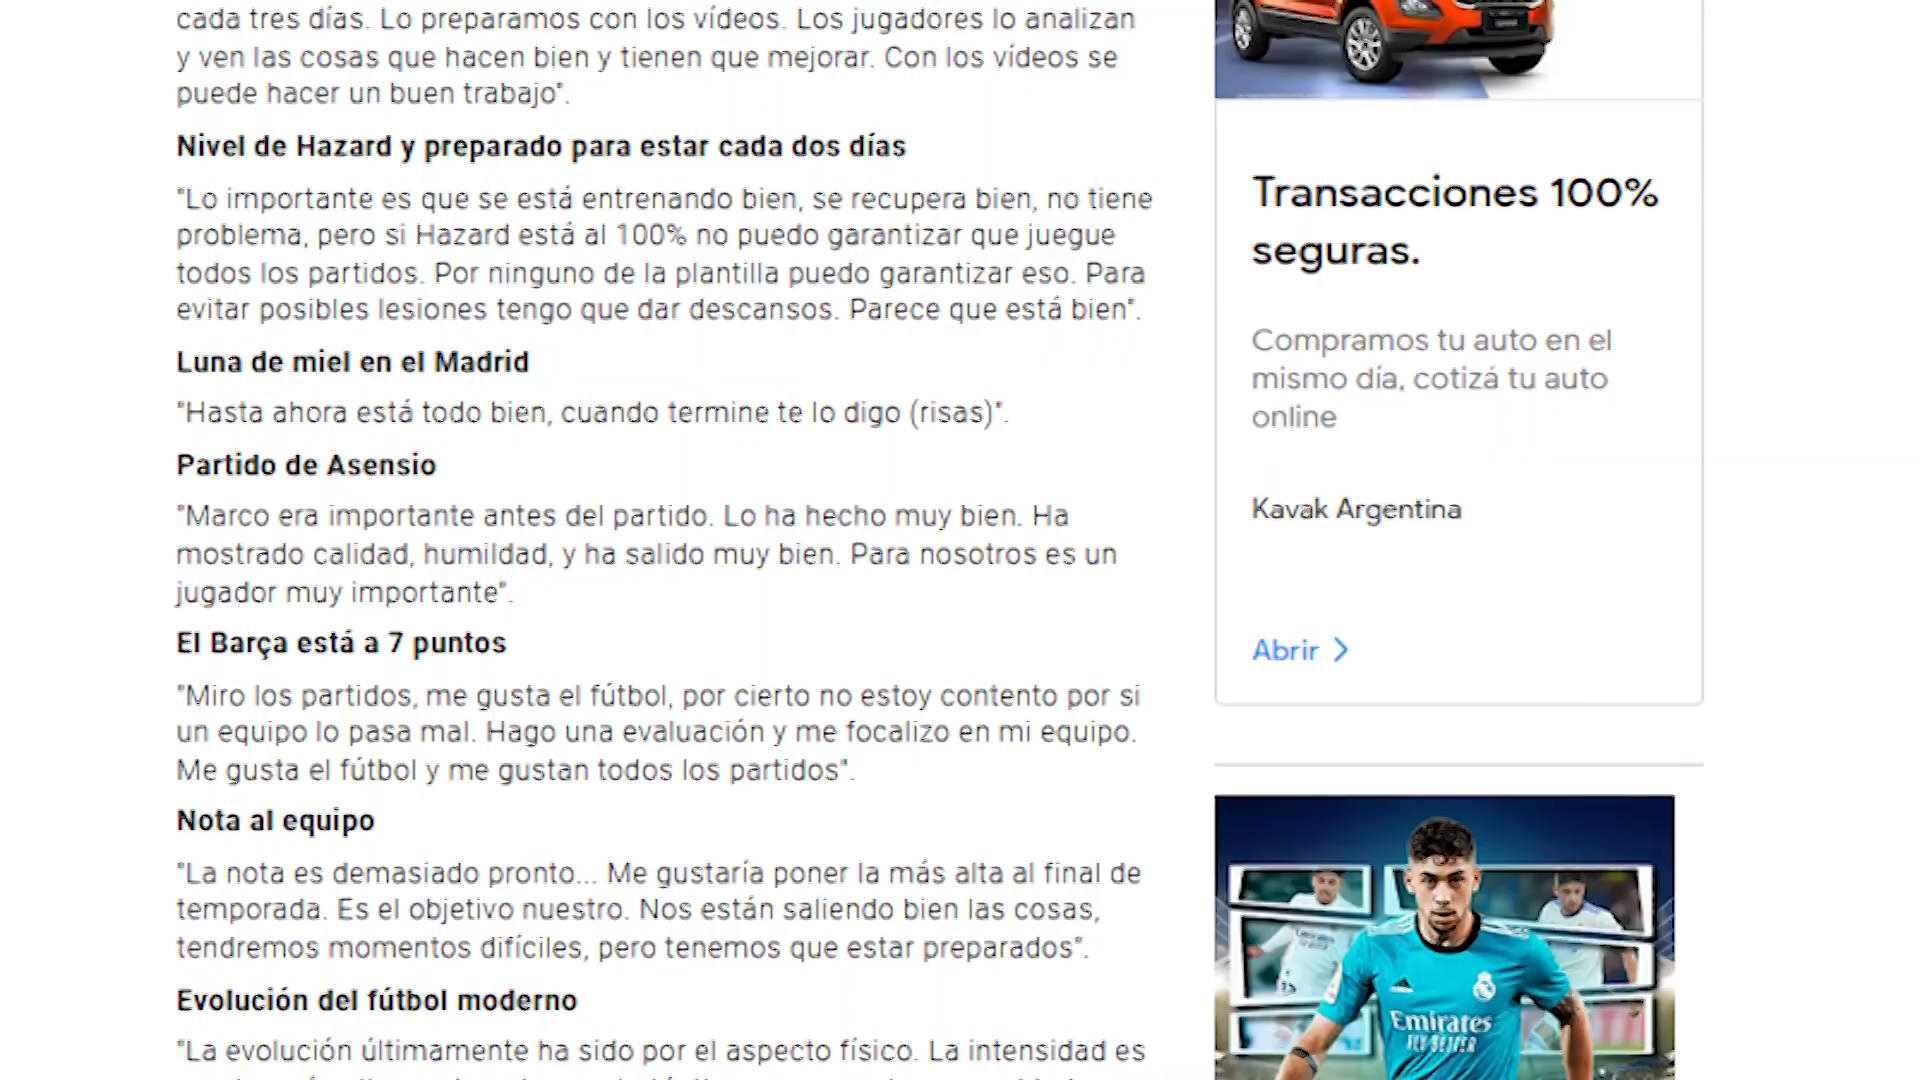 cada tres días. Lo preparamos con los vídeos. Los jugadores lo analizan
y ven las cosas que hacen bien y tienen que mejorar. Con los vídeos se
puede hacer un buen trabajo".
Nivel de Hazard y preparado para estar cada dos días
"Lo importante es que se está entrenando bien, se recupera bien, no tiene
problema, pero si Hazard está al 100% no puedo garantizar que juegue
todos los partidos. Por ninguno de la plantilla puedo garantizar eso. Para
evitar posibles lesiones tengo que dar descansos. Parece que está bien".
Luna de miel en el Madrid
"Hasta ahora está todo bien, cuando termine te lo digo (risas)".
Partido de Asensio
"Marco era importante antes del partido. Lo ha hecho muy bien. Ha
mostrado calidad, humildad, y ha salido muy bien. Para nosotros es un
jugador muy importante".
El Barça está a 7 puntos
"Miro los partidos, me gusta el fútbol, por cierto no estoy contento por si
un equipo lo pasa mal. Hago una evaluación y me focalizo en mi equipo.
Me gusta el fútbol y me gustan todos los partidos".
Nota al equipo
"La nota es demasiado pronto... Me gustaría poner la más alta al final de
temporada. Es el objetivo nuestro. Nos están saliendo bien las cosas,
tendremos momentos difíciles, pero tenemos que estar preparados".
Evolución del fútbol moderno
"La evolución últimamente ha sido por el aspecto físico. La intensidad es
Transacciones 100%
seguras.
Compramos tu auto en el
mismo día, cotizá tu auto
online
Kavak Argentina
Abrir
Emirates
FLY BETTER